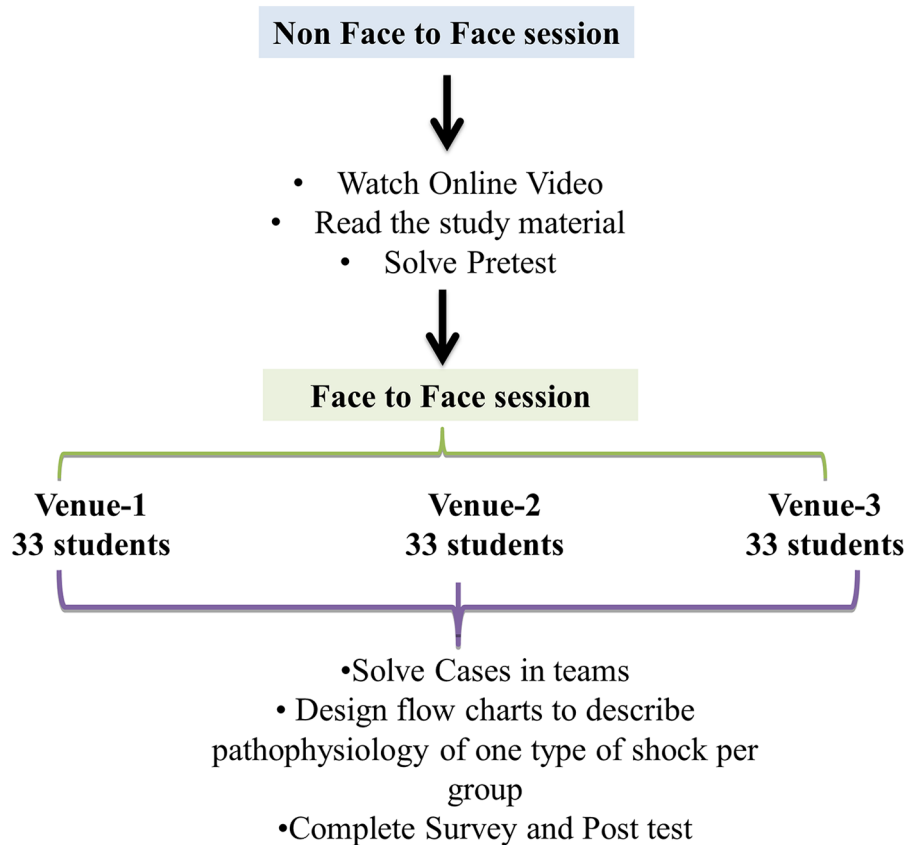 Non Face to Face session
• Watch Online Video
• Read the study material
• Solve Pretest
Face to Face session
Venue-1 Venue-2 Venue-3
33 students 33 students 33 students
•Solve Cases in teams
• Design flow charts to describe
pathophysiology of one type of shock per
group
•Complete Survey and Post test